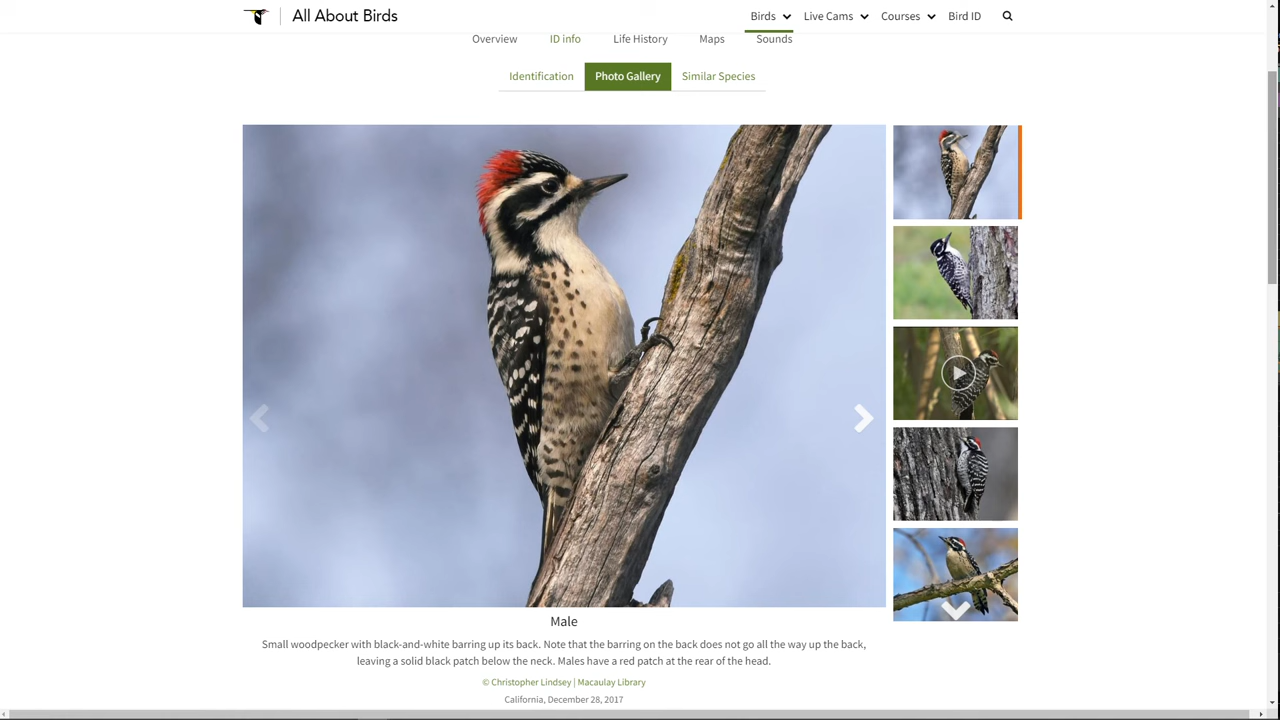 All About Birds
Birds Live Cams Courses Bird ID
Overview ID info Life History Maps Sounds
Identification Photo Gallery Similar Species
Male
Small woodpecker with black-and-white barring up its back. Note that the barring on the back does not go all the way up the back,
leaving a solid black patch below the neck. Males have a red patch at the rear of the head.
© Christopher Lindsey | Macaulay Library
California, December 28, 2017